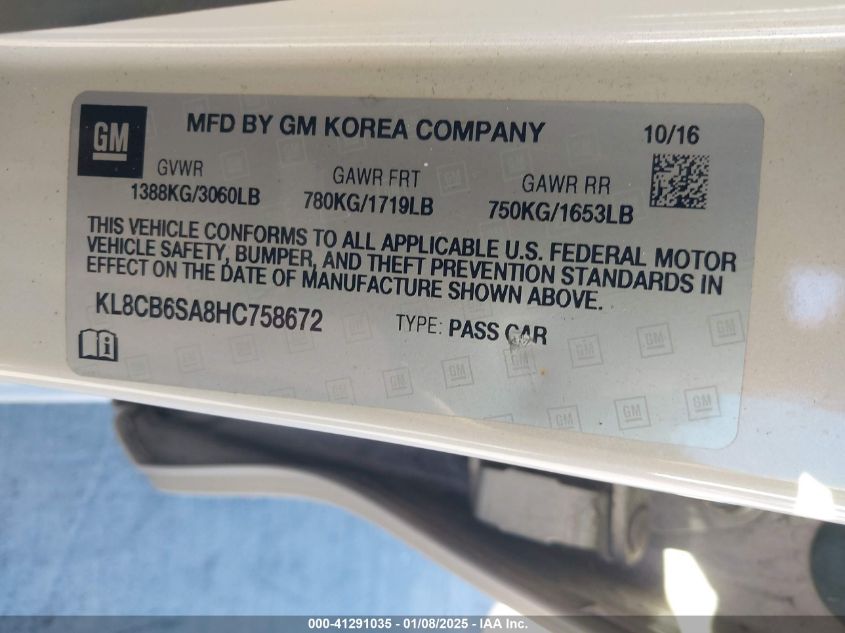 GM
MFD BY GM KOREA COMPANY
10/16
GVWR
1388KG/3060LB
GAWR FRT
780KG/1719LB
GAWR RR
750KG/1653LB
THIS VEHICLE CONFORMS TO ALL APPLICABLE U.S. FEDERAL MOTOR
VEHICLE SAFETY, BUMPER, AND THEFT PREVENTION STANDARDS IN
EFFECT ON THE DATE OF MANUFACTURE SHOWN ABOVE.
KL8CB6SA8HC758672
TYPE: PASS CAR
000-41291035 — 01/08/2025 — IAA Inc.